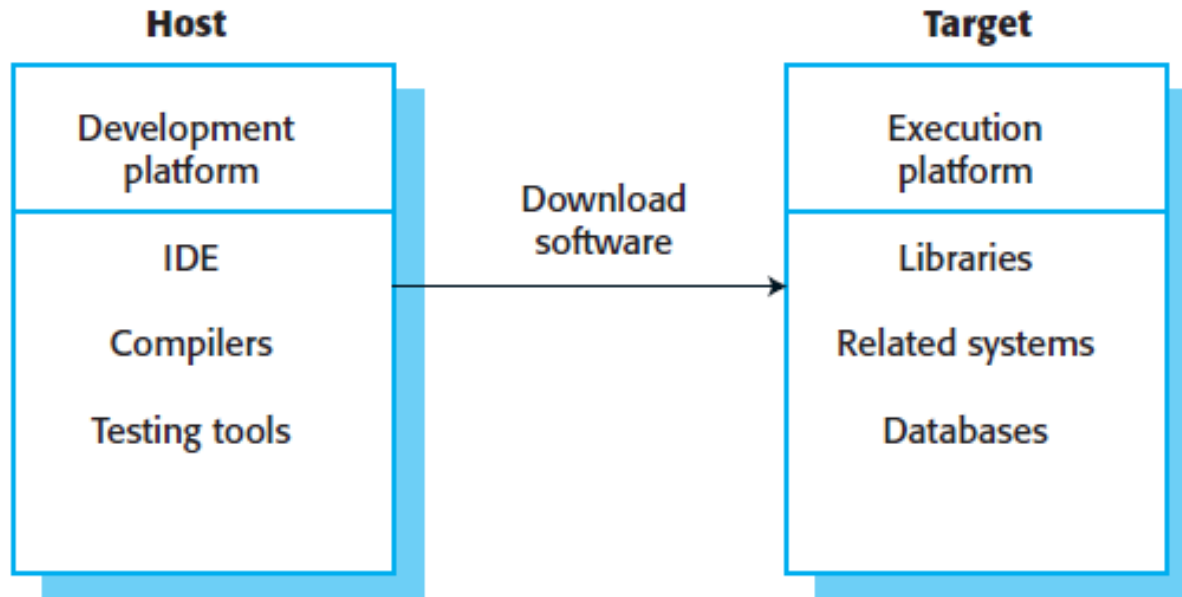 Host
Development
platform
IDE
Compilers
Testing tools
Download
software
Target
Execution
platform
Libraries
Related systems
Databases